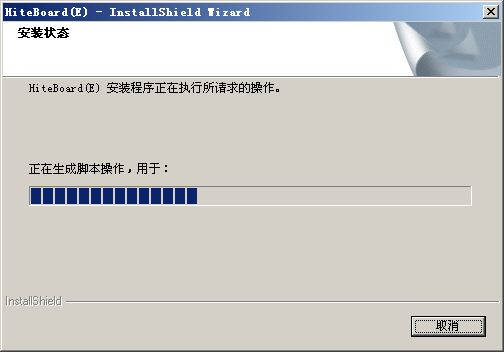 HiteBoard(E) - InstallShield Wizard
安装状态
HiteBoard(E) 安装程序正在执行所请求的操作。
正在生成脚本操作，用于：
InstallShield
取消